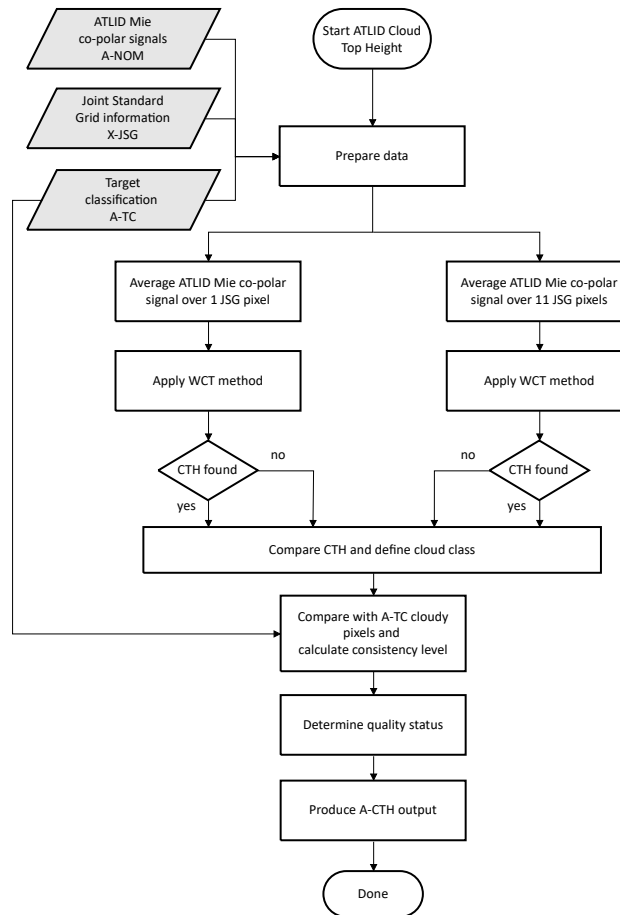 ATLID Mie
co-polar signals
A-NOM
Start ATLID Cloud
Top Height
Joint Standard
Grid information
X-JSG
Prepare data
Target
classification
A-TC
Average ATLID Mie co-polar
signal over 1 JSG pixel
Average ATLID Mie co-polar
signal over 11 JSG pixels
Apply WCT method
Apply WCT method
CTH found
no
yes
no
CTH found
yes
Compare CTH and define cloud class
Compare with A-TC cloudy
pixels and
calculate consistency level
Determine quality status
Produce A-CTH output
Done